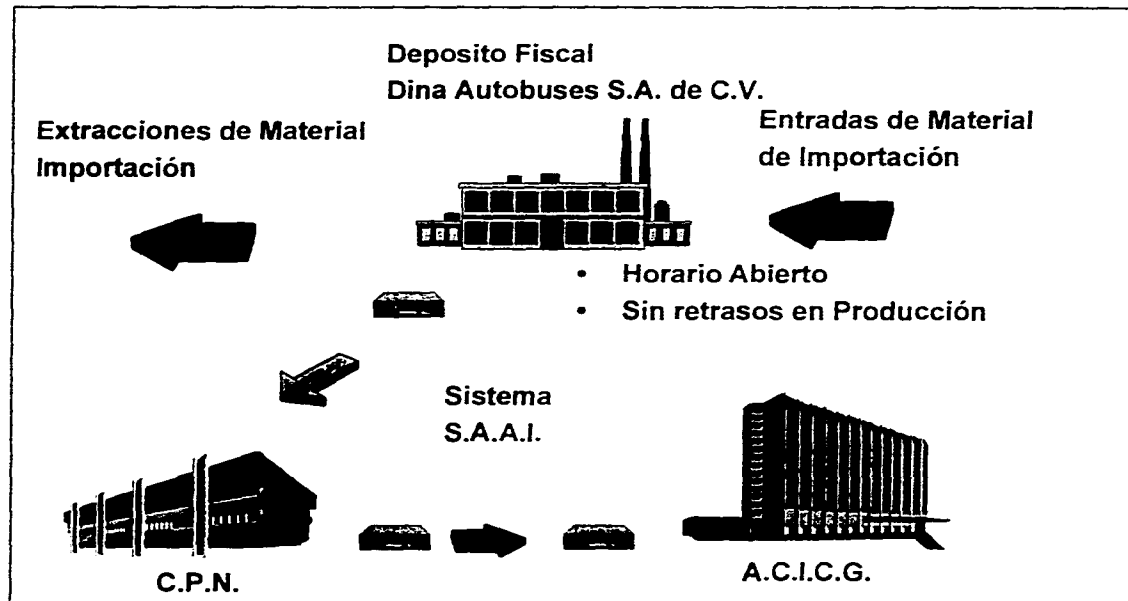 Deposito Fiscal
Dina Autobuses S.A. de C.V.
Extracciones de Material
Importación
Entradas de Material
de Importación
• Horario Abierto
• Sin retrasos en Producción
Sistema
S.A.A.I.
C.P.N.
A.C.I.C.G.